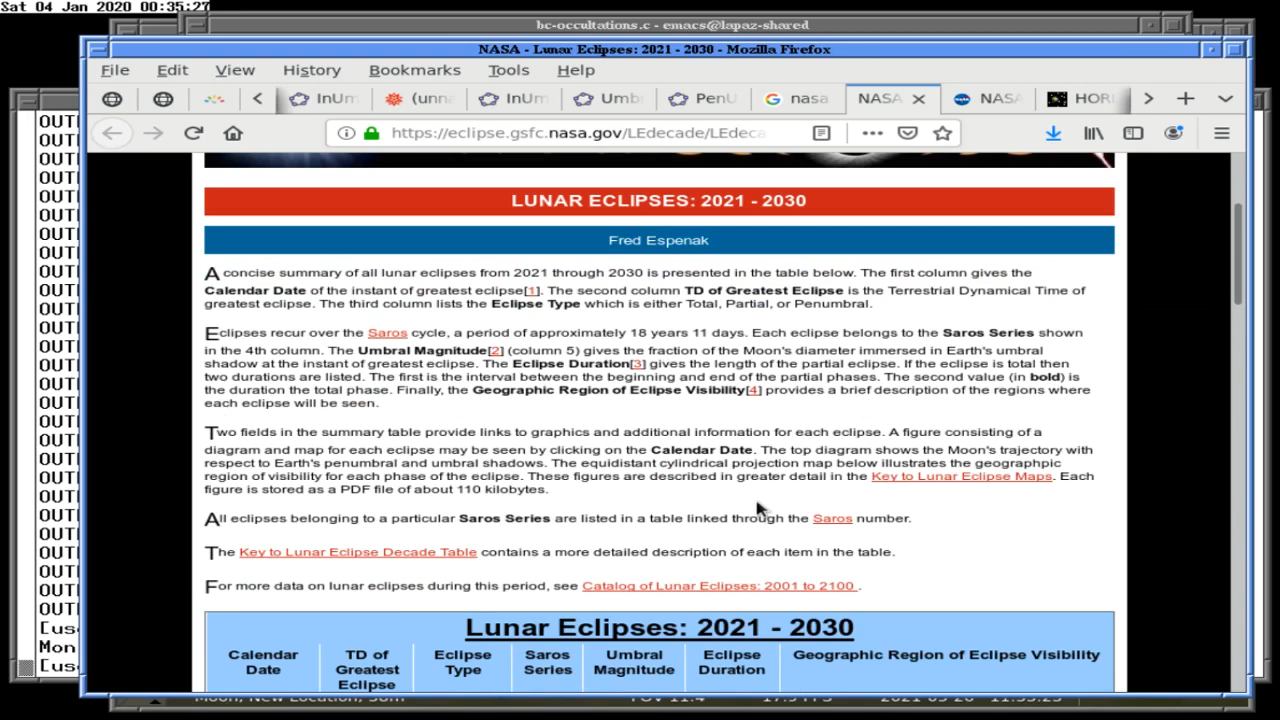 Sat 04 Jan 2020 00:35:27
bc-occultations.c - emacs@lapaz-shared
NASA - Lunar Eclipses: 2021 - 2030 - Mozilla Firefox
File Edit View History Bookmarks Tools Help
InUm (unna InUm Umbr PenU nasa NASA NASA HORI
https://eclipse.gsfc.nasa.gov/LEdecade/LEdeca
LUNAR ECLIPSES: 2021 - 2030
Fred Espenak
A concise summary of all lunar eclipses from 2021 through 2030 is presented in the table below. The first column gives the
Calendar Date of the instant of greatest eclipse[1]. The second column TD of Greatest Eclipse is the Terrestrial Dynamical Time of
greatest eclipse. The third column lists the Eclipse Type which is either Total, Partial, or Penumbral.
Eclipses recur over the Saros cycle, a period of approximately 18 years 11 days. Each eclipse belongs to the Saros Series shown
in the 4th column. The Umbral Magnitude[2] (column 5) gives the fraction of the Moon's diameter immersed in Earth's umbral
shadow at the instant of greatest eclipse. The Eclipse Duration[3] gives the length of the partial eclipse. If the eclipse is total then
two durations are listed. The first is the interval between the beginning and end of the partial phases. The second value (in bold) is
the duration the total phase. Finally, the Geographic Region of Eclipse Visibility[4] provides a brief description of the regions where
each eclipse will be seen.
Two fields in the summary table provide links to graphics and additional information for each eclipse. A figure consisting of a
diagram and map for each eclipse may be seen by clicking on the Calendar Date. The top diagram shows the Moon's trajectory with
respect to Earth's penumbral and umbral shadows. The equidistant cylindrical projection map below illustrates the geographpic
region of visibility for each phase of the eclipse. These figures are described in greater detail in the Key to Lunar Eclipse Maps. Each
figure is stored as a PDF file of about 110 kilobytes.
All eclipses belonging to a particular Saros Series are listed in a table linked through the Saros number.
The Key to Lunar Eclipse Decade Table contains a more detailed description of each item in the table.
For more data on lunar eclipses during this period, see Catalog of Lunar Eclipses: 2001 to 2100 .
Lunar Eclipses: 2021 - 2030
Calendar TD of Eclipse Saros Umbral Eclipse Geographic Region of Eclipse Visibility
Date Greatest Type Series Magnitude Duration
Eclipse
[use
Mon
[use